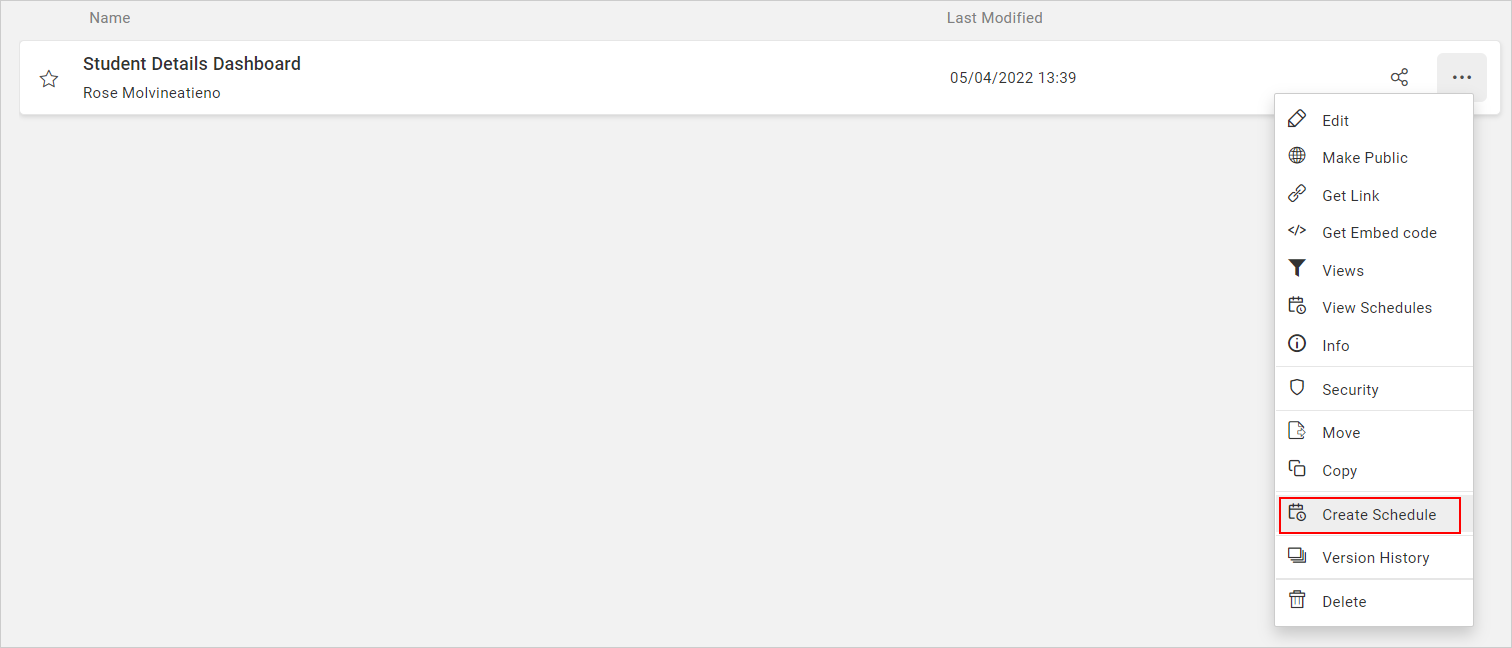 Name Last Modified
Student Details Dashboard
Rose Molvineatieno
05/04/2022 13:39
Edit
Make Public
Get Link
Get Embed code
Views
View Schedules
Info
Security
Move
Copy
Create Schedule
Version History
Delete